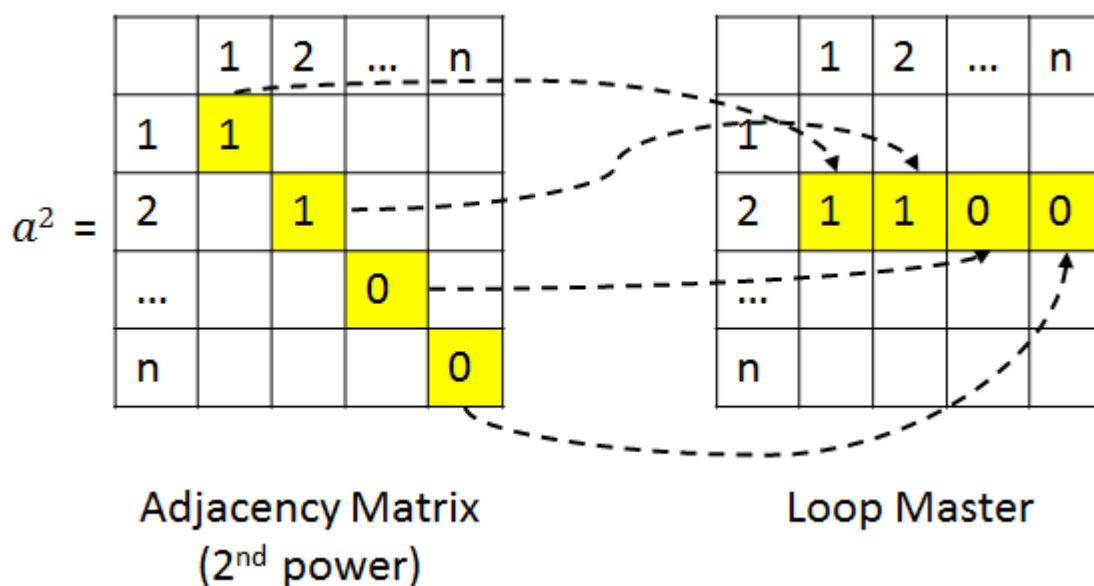 1 2 ... n 1 2 ... n
1 1 1
a² = 2 1 2 1 1 0 0
... 0 ...
n 0 n
Adjacency Matrix Loop Master
(2nd power)